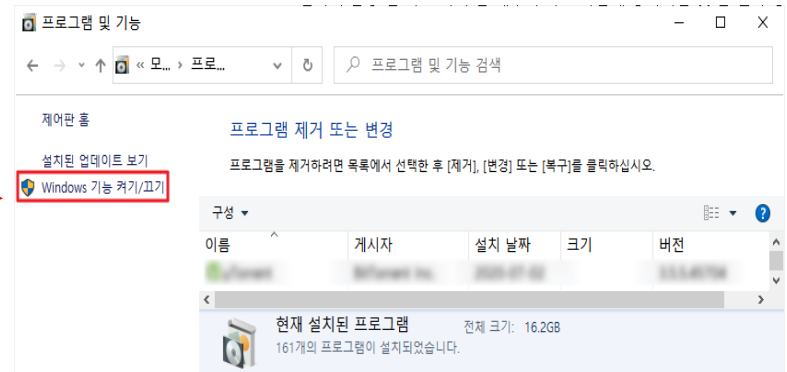 프로그램 및 기능
« 모... › 프로...
프로그램 및 기능 검색
제어판 홈
설치된 업데이트 보기
Windows 기능 켜기/끄기
프로그램 제거 또는 변경
프로그램을 제거하려면 목록에서 선택한 후 [제거], [변경] 또는 [복구]를 클릭하십시오.
구성
이름 게시자 설치 날짜 크기 버전
현재 설치된 프로그램 전체 크기: 16.2GB
161개의 프로그램이 설치되었습니다.